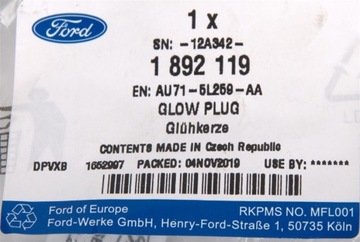 Ford
1 x
SN: -12A342-
1 892 119
EN: AU71-5L259-AA
GLOW PLUG
Glühkerze
CONTENTS MADE IN Czech Republic
DPVXB 1652997 PACKED: 04NOV2019 USE BY: *******
Ford of Europe RKPMS NO. MFL001
Ford-Werke GmbH, Henry-Ford-Straße 1, 50735 Köln